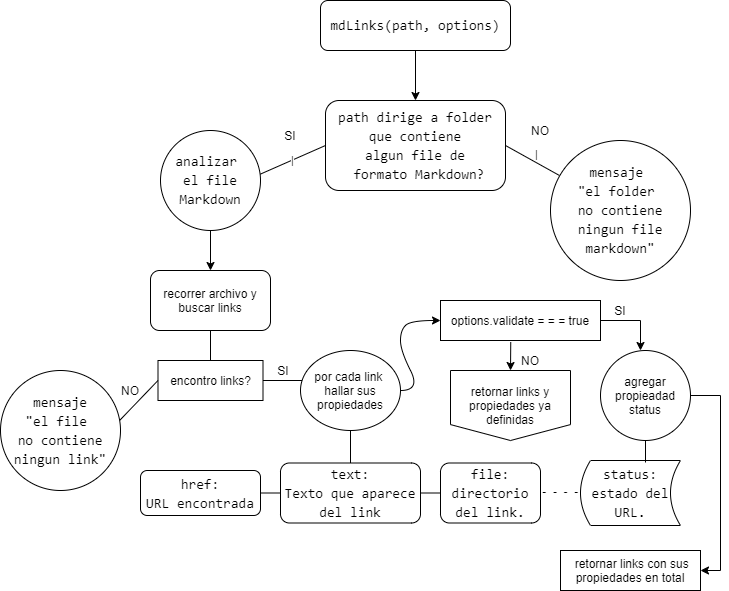 mdLinks(path, options)
path dirige a folder
que contiene
algun file de
formato Markdown?
SI
NO
analizar
el file
Markdown
mensaje
"el folder
no contiene
ningun file
markdown"
recorrer archivo y
buscar links
encontro links?
NO
SI
mensaje
"el file
no contiene
ningun link"
por cada link
hallar sus
propiedades
options.validate = = = true
SI
NO
retornar links y
propiedades ya
definidas
agregar
propieadad
status
href:
URL encontrada
text:
Texto que aparece
del link
file:
directorio
del link.
status:
estado del
URL.
retornar links con sus
propiedades en total